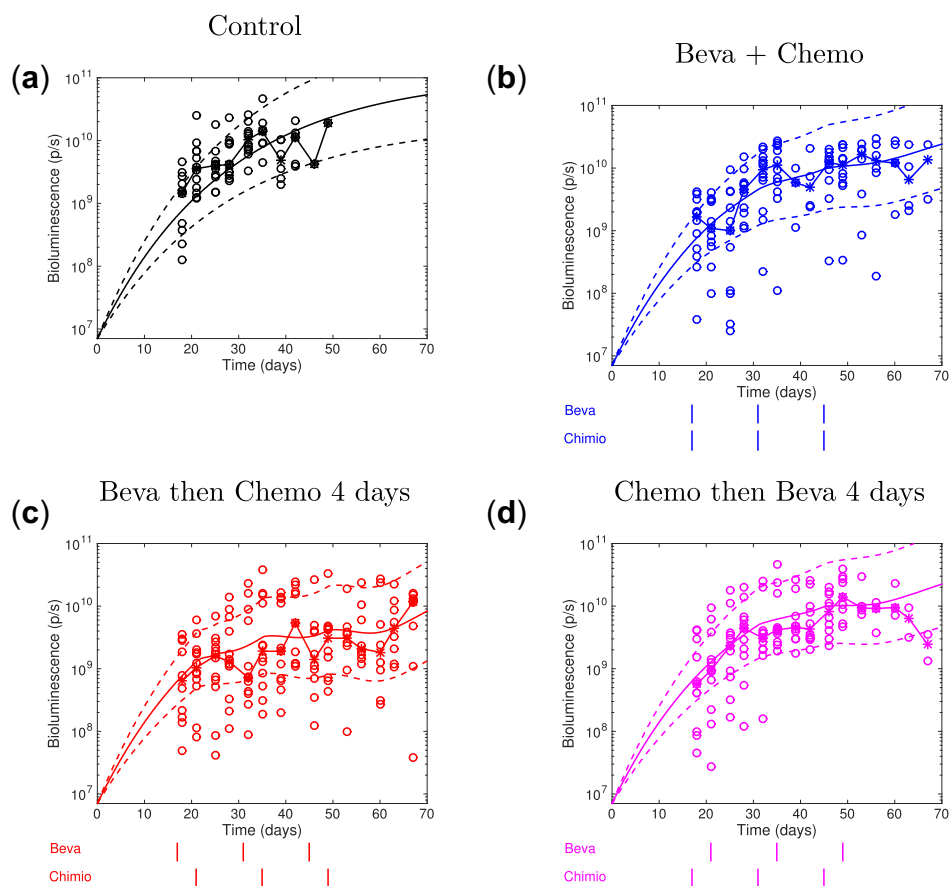 Control
(a)
10^11
10^10
10^9
10^8
10^7
Bioluminescence (p/s)
0 10 20 30 40 50 60 70
Time (days)
Beva + Chemo
(b)
10^11
10^10
10^9
10^8
10^7
Bioluminescence (p/s)
0 10 20 30 40 50 60 70
Time (days)
Beva
Chimio
Beva then Chemo 4 days
(c)
10^11
10^10
10^9
10^8
10^7
Bioluminescence (p/s)
0 10 20 30 40 50 60 70
Time (days)
Beva
Chimio
Chemo then Beva 4 days
(d)
10^11
10^10
10^9
10^8
10^7
Bioluminescence (p/s)
0 10 20 30 40 50 60 70
Time (days)
Beva
Chimio